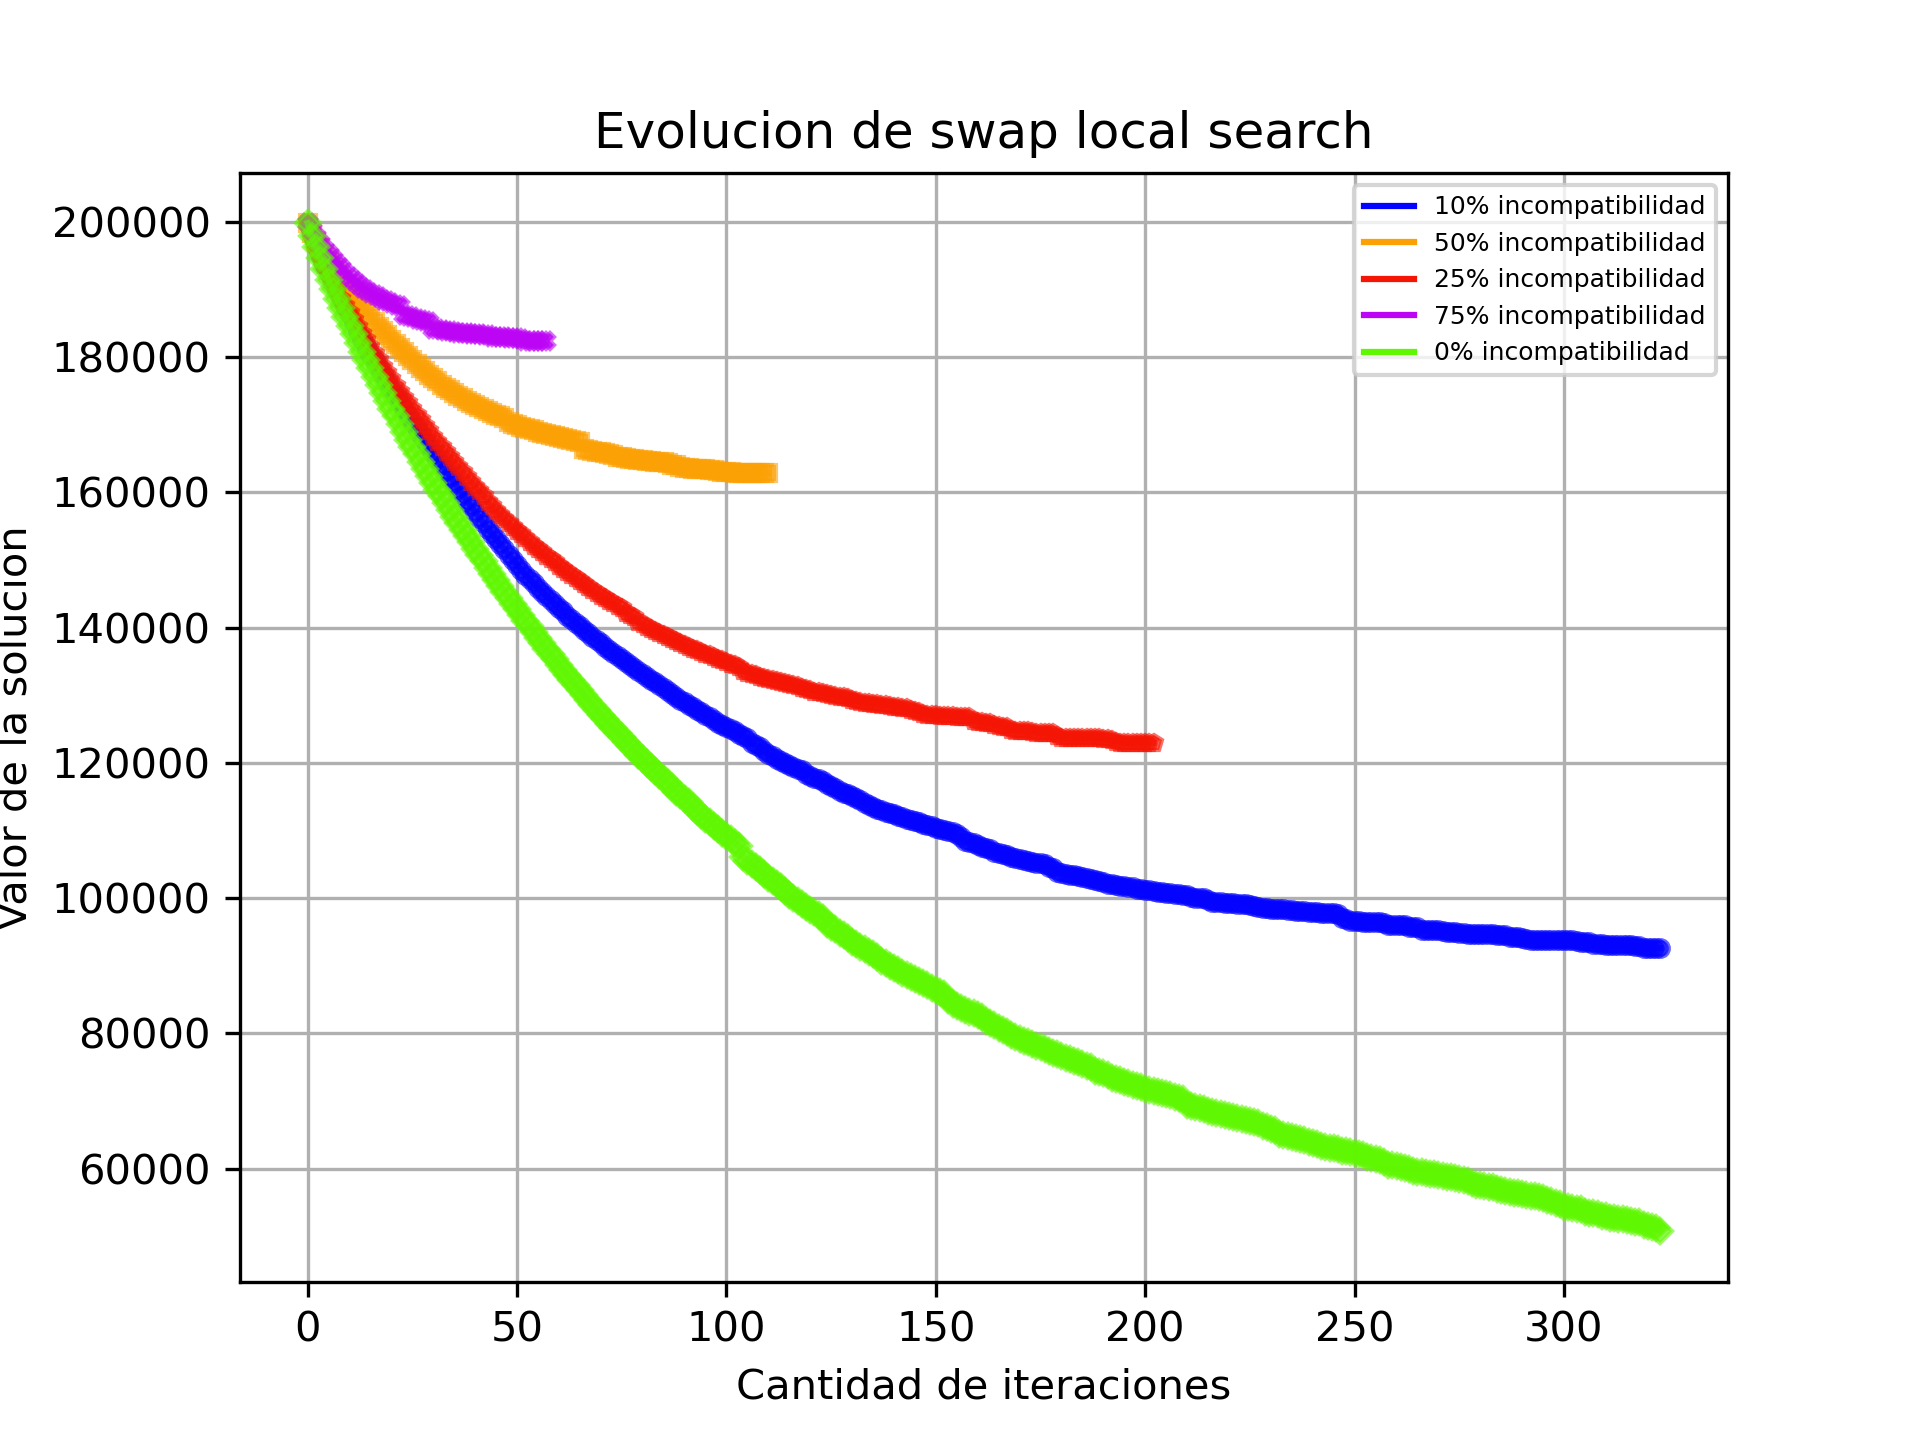 Evolucion de swap local search
10% incompatibilidad
50% incompatibilidad
25% incompatibilidad
75% incompatibilidad
0% incompatibilidad
200000
180000
160000
140000
120000
100000
80000
60000
Valor de la solucion
0 50 100 150 200 250 300
Cantidad de iteraciones